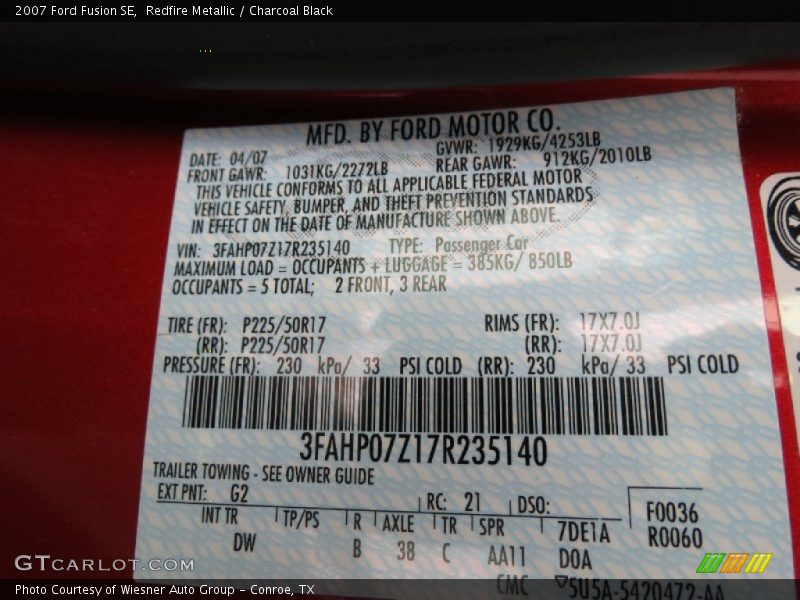 2007 Ford Fusion SE, Redfire Metallic / Charcoal Black
MFD. BY FORD MOTOR CO.
DATE: 04/07 GVWR: 1929KG/4253LB
FRONT GAWR: 1031KG/2272LB REAR GAWR: 912KG/2010LB
THIS VEHICLE CONFORMS TO ALL APPLICABLE FEDERAL MOTOR
VEHICLE SAFETY, BUMPER, AND THEFT PREVENTION STANDARDS
IN EFFECT ON THE DATE OF MANUFACTURE SHOWN ABOVE.
VIN: 3FAHP07Z17R235140 TYPE: Passenger Car
MAXIMUM LOAD = OCCUPANTS + LUGGAGE = 385KG/ 850LB
OCCUPANTS = 5 TOTAL; 2 FRONT, 3 REAR
TIRE (FR): P225/50R17 RIMS (FR): 17X7.0J
(RR): P225/50R17 (RR): 17X7.0J
PRESSURE (FR): 230 kPa/ 33 PSI COLD (RR): 230 kPa/ 33 PSI COLD
3FAHP07Z17R235140
TRAILER TOWING - SEE OWNER GUIDE
EXT PNT: G2 RC: 21 DSO: F0036
R0060
INT TR TP/PS R AXLE TR SPR 7DE1A
DW B 38 C AA11 D0A
CMC ▽5U5A-5420472-AA
GTCARLOT.COM
Photo Courtesy of Wiesner Auto Group - Conroe, TX